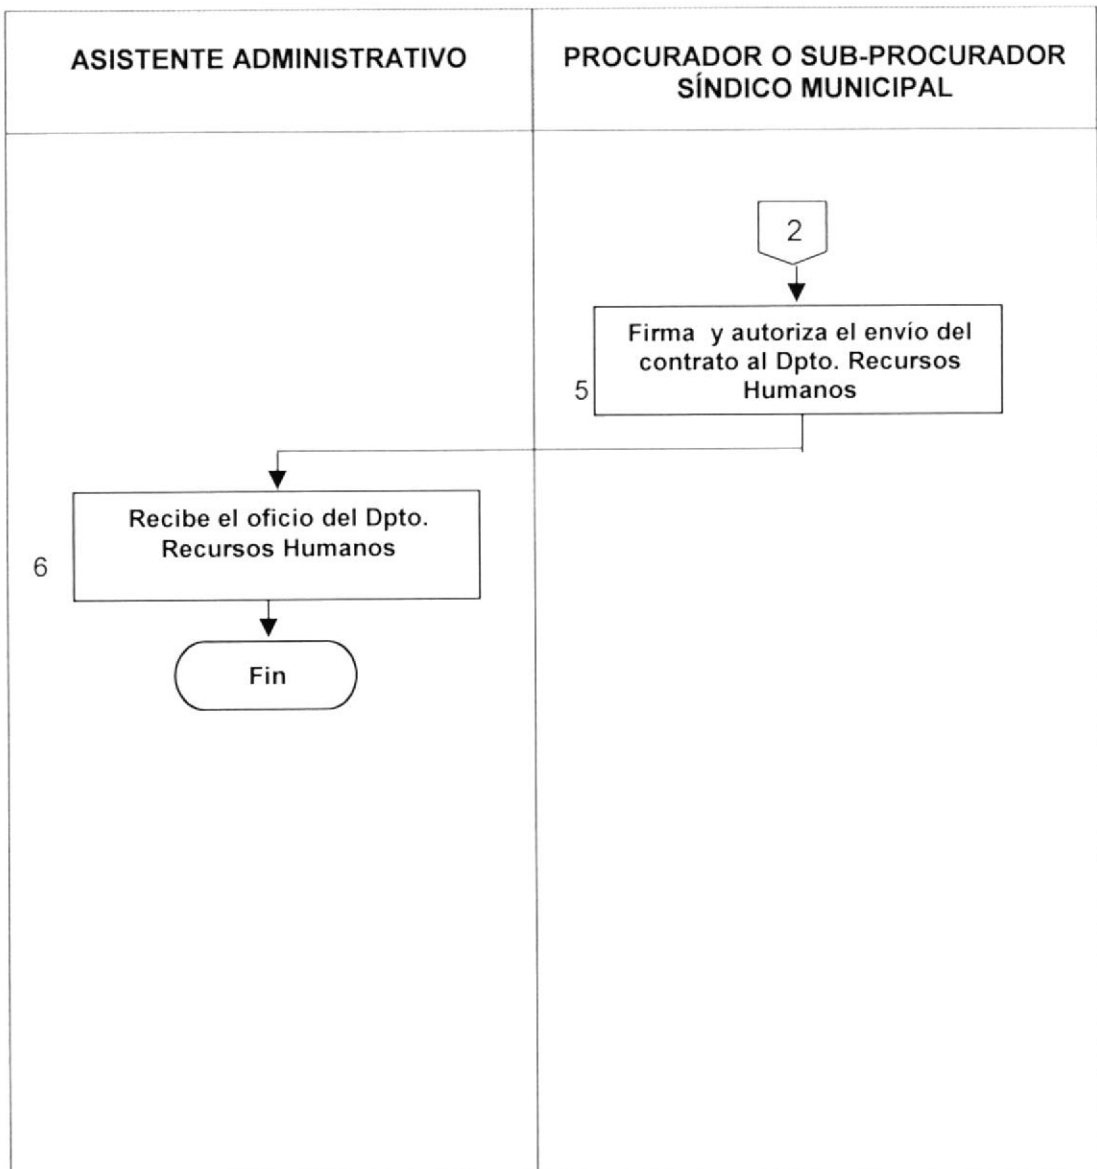 ASISTENTE ADMINISTRATIVO
PROCURADOR O SUB-PROCURADOR
SÍNDICO MUNICIPAL
2
Firma y autoriza el envío del
contrato al Dpto. Recursos
Humanos
5
Recibe el oficio del Dpto.
Recursos Humanos
6
Fin